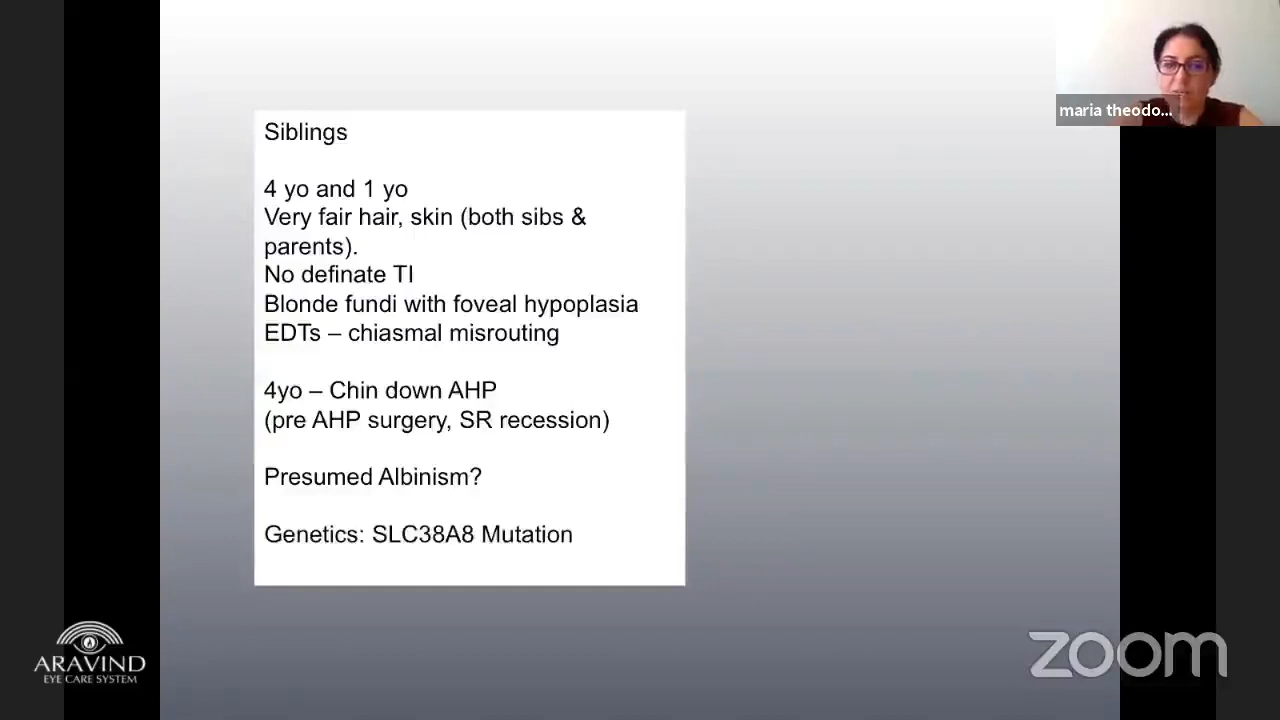 Siblings
4 yo and 1 yo
Very fair hair, skin (both sibs &
parents).
No definate TI
Blonde fundi with foveal hypoplasia
EDTs – chiasmal misrouting
4yo – Chin down AHP
(pre AHP surgery, SR recession)
Presumed Albinism?
Genetics: SLC38A8 Mutation
maria theodo...
ARAVIND
EYE CARE SYSTEM
zoom